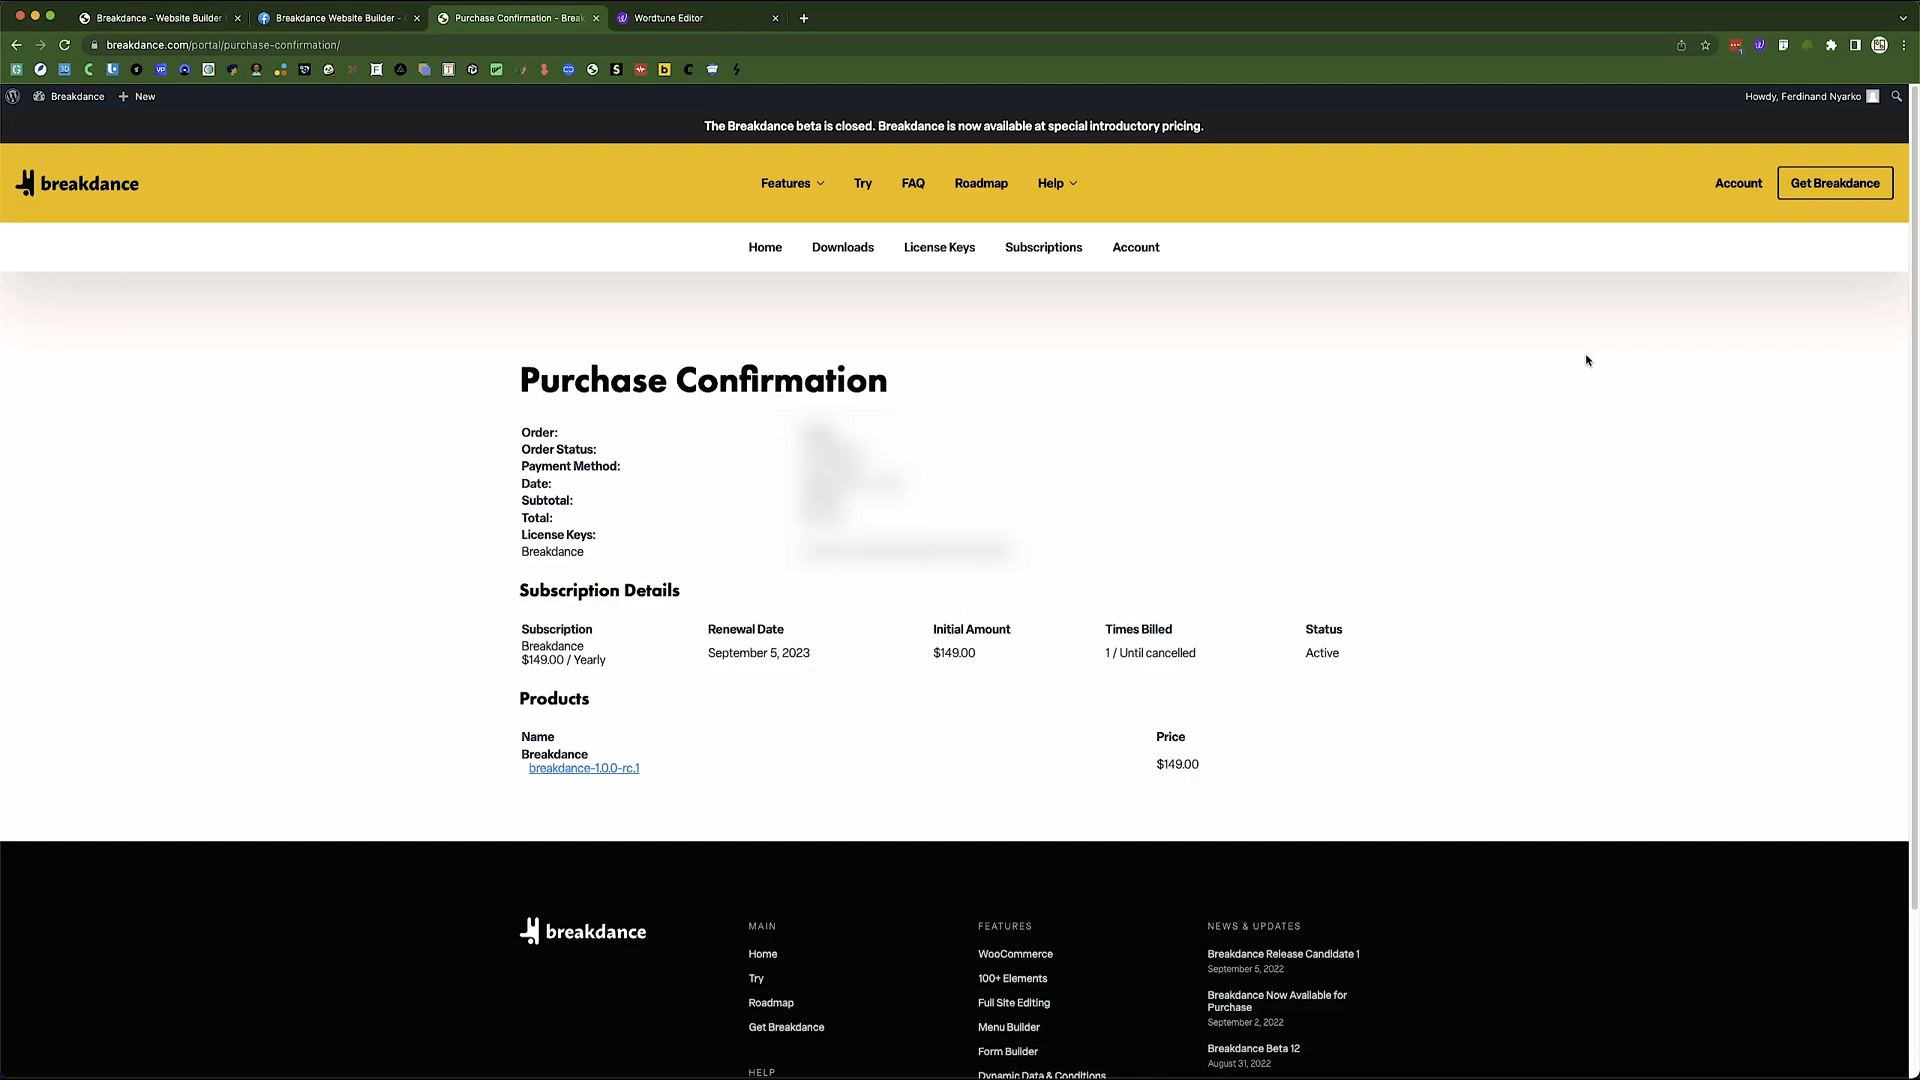 Breakdance - Website Builder
Breakdance Website Builder -
Purchase Confirmation - Break
Wordtune Editor
breakdance.com/portal/purchase-confirmation/
Breakdance
New
Howdy, Ferdinand Nyarko
The Breakdance beta is closed. Breakdance is now available at special introductory pricing.
breakdance
Features
Try
FAQ
Roadmap
Help
Account
Get Breakdance
Home
Downloads
License Keys
Subscriptions
Account
Purchase Confirmation
Order:
Order Status:
Payment Method:
Date:
Subtotal:
Total:
License Keys:
Breakdance
Subscription Details
Subscription Renewal Date Initial Amount Times Billed Status
Breakdance
$149.00 / Yearly September 5, 2023 $149.00 1 / Until cancelled Active
Products
Name Price
Breakdance
breakdance-1.0.0-rc.1 $149.00
breakdance
MAIN
Home
Try
Roadmap
Get Breakdance
HELP
FEATURES
WooCommerce
100+ Elements
Full Site Editing
Menu Builder
Form Builder
Dynamic Data & Conditions
NEWS & UPDATES
Breakdance Release Candidate 1
September 5, 2022
Breakdance Now Available for
Purchase
September 2, 2022
Breakdance Beta 12
August 31, 2022